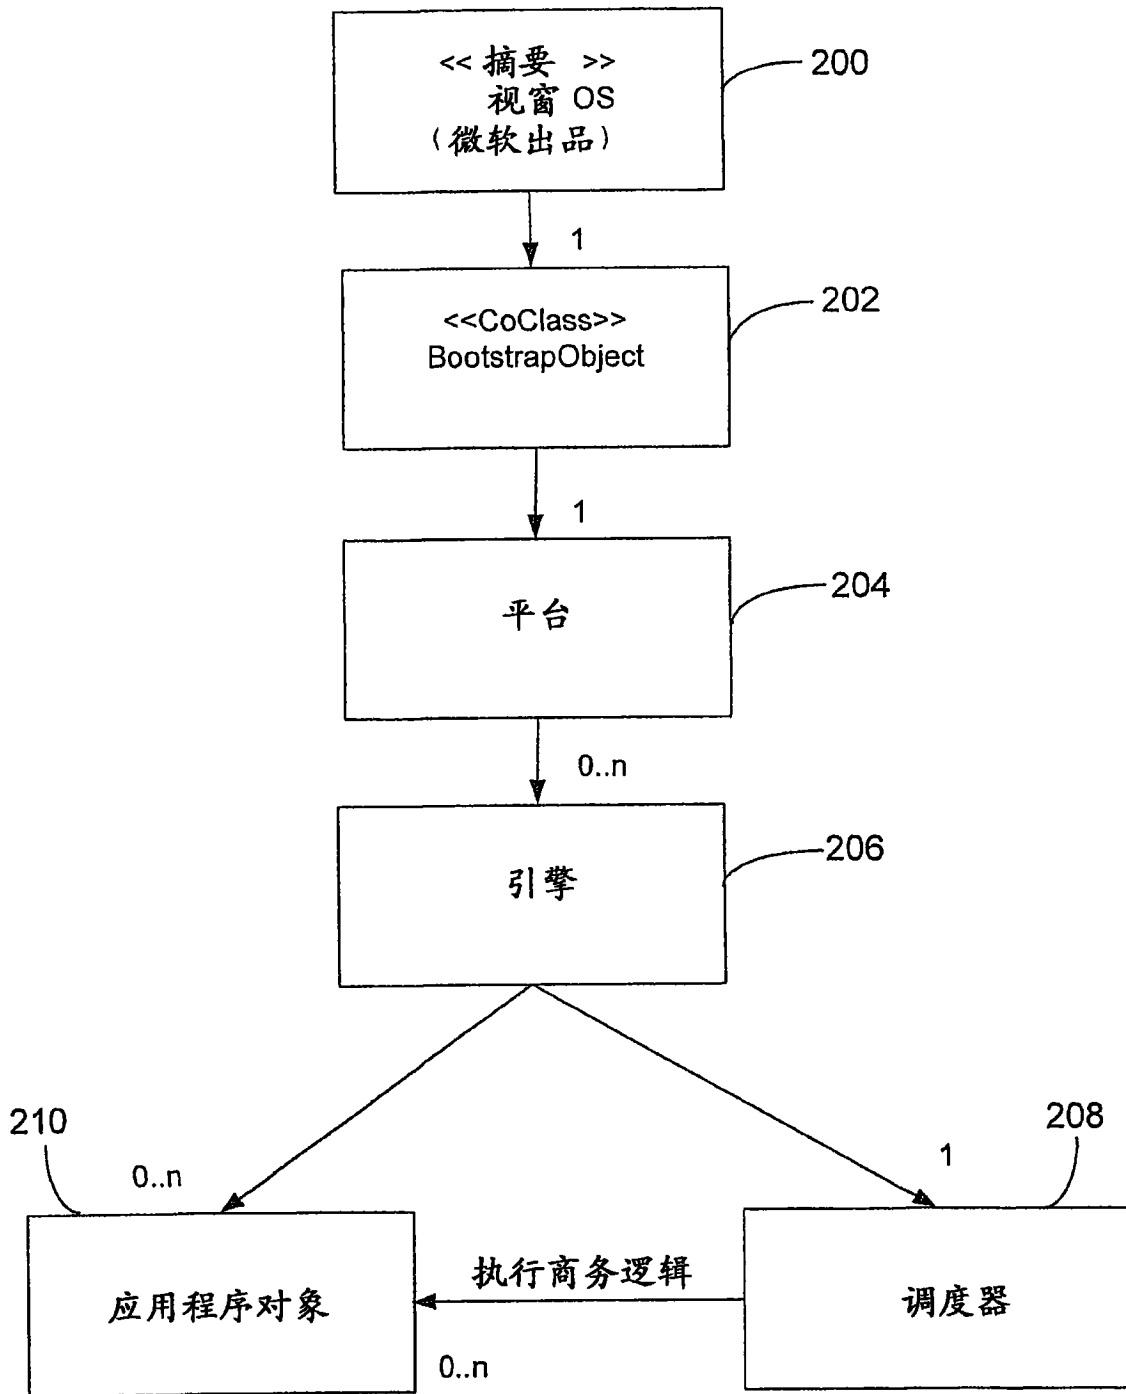 << 摘要 >>
视窗 OS
(微软出品)
200
1
<<CoClass>>
BootstrapObject
202
1
平台
204
0..n
引擎
206
210
208
0..n
1
应用程序对象
执行商务逻辑
调度器
0..n